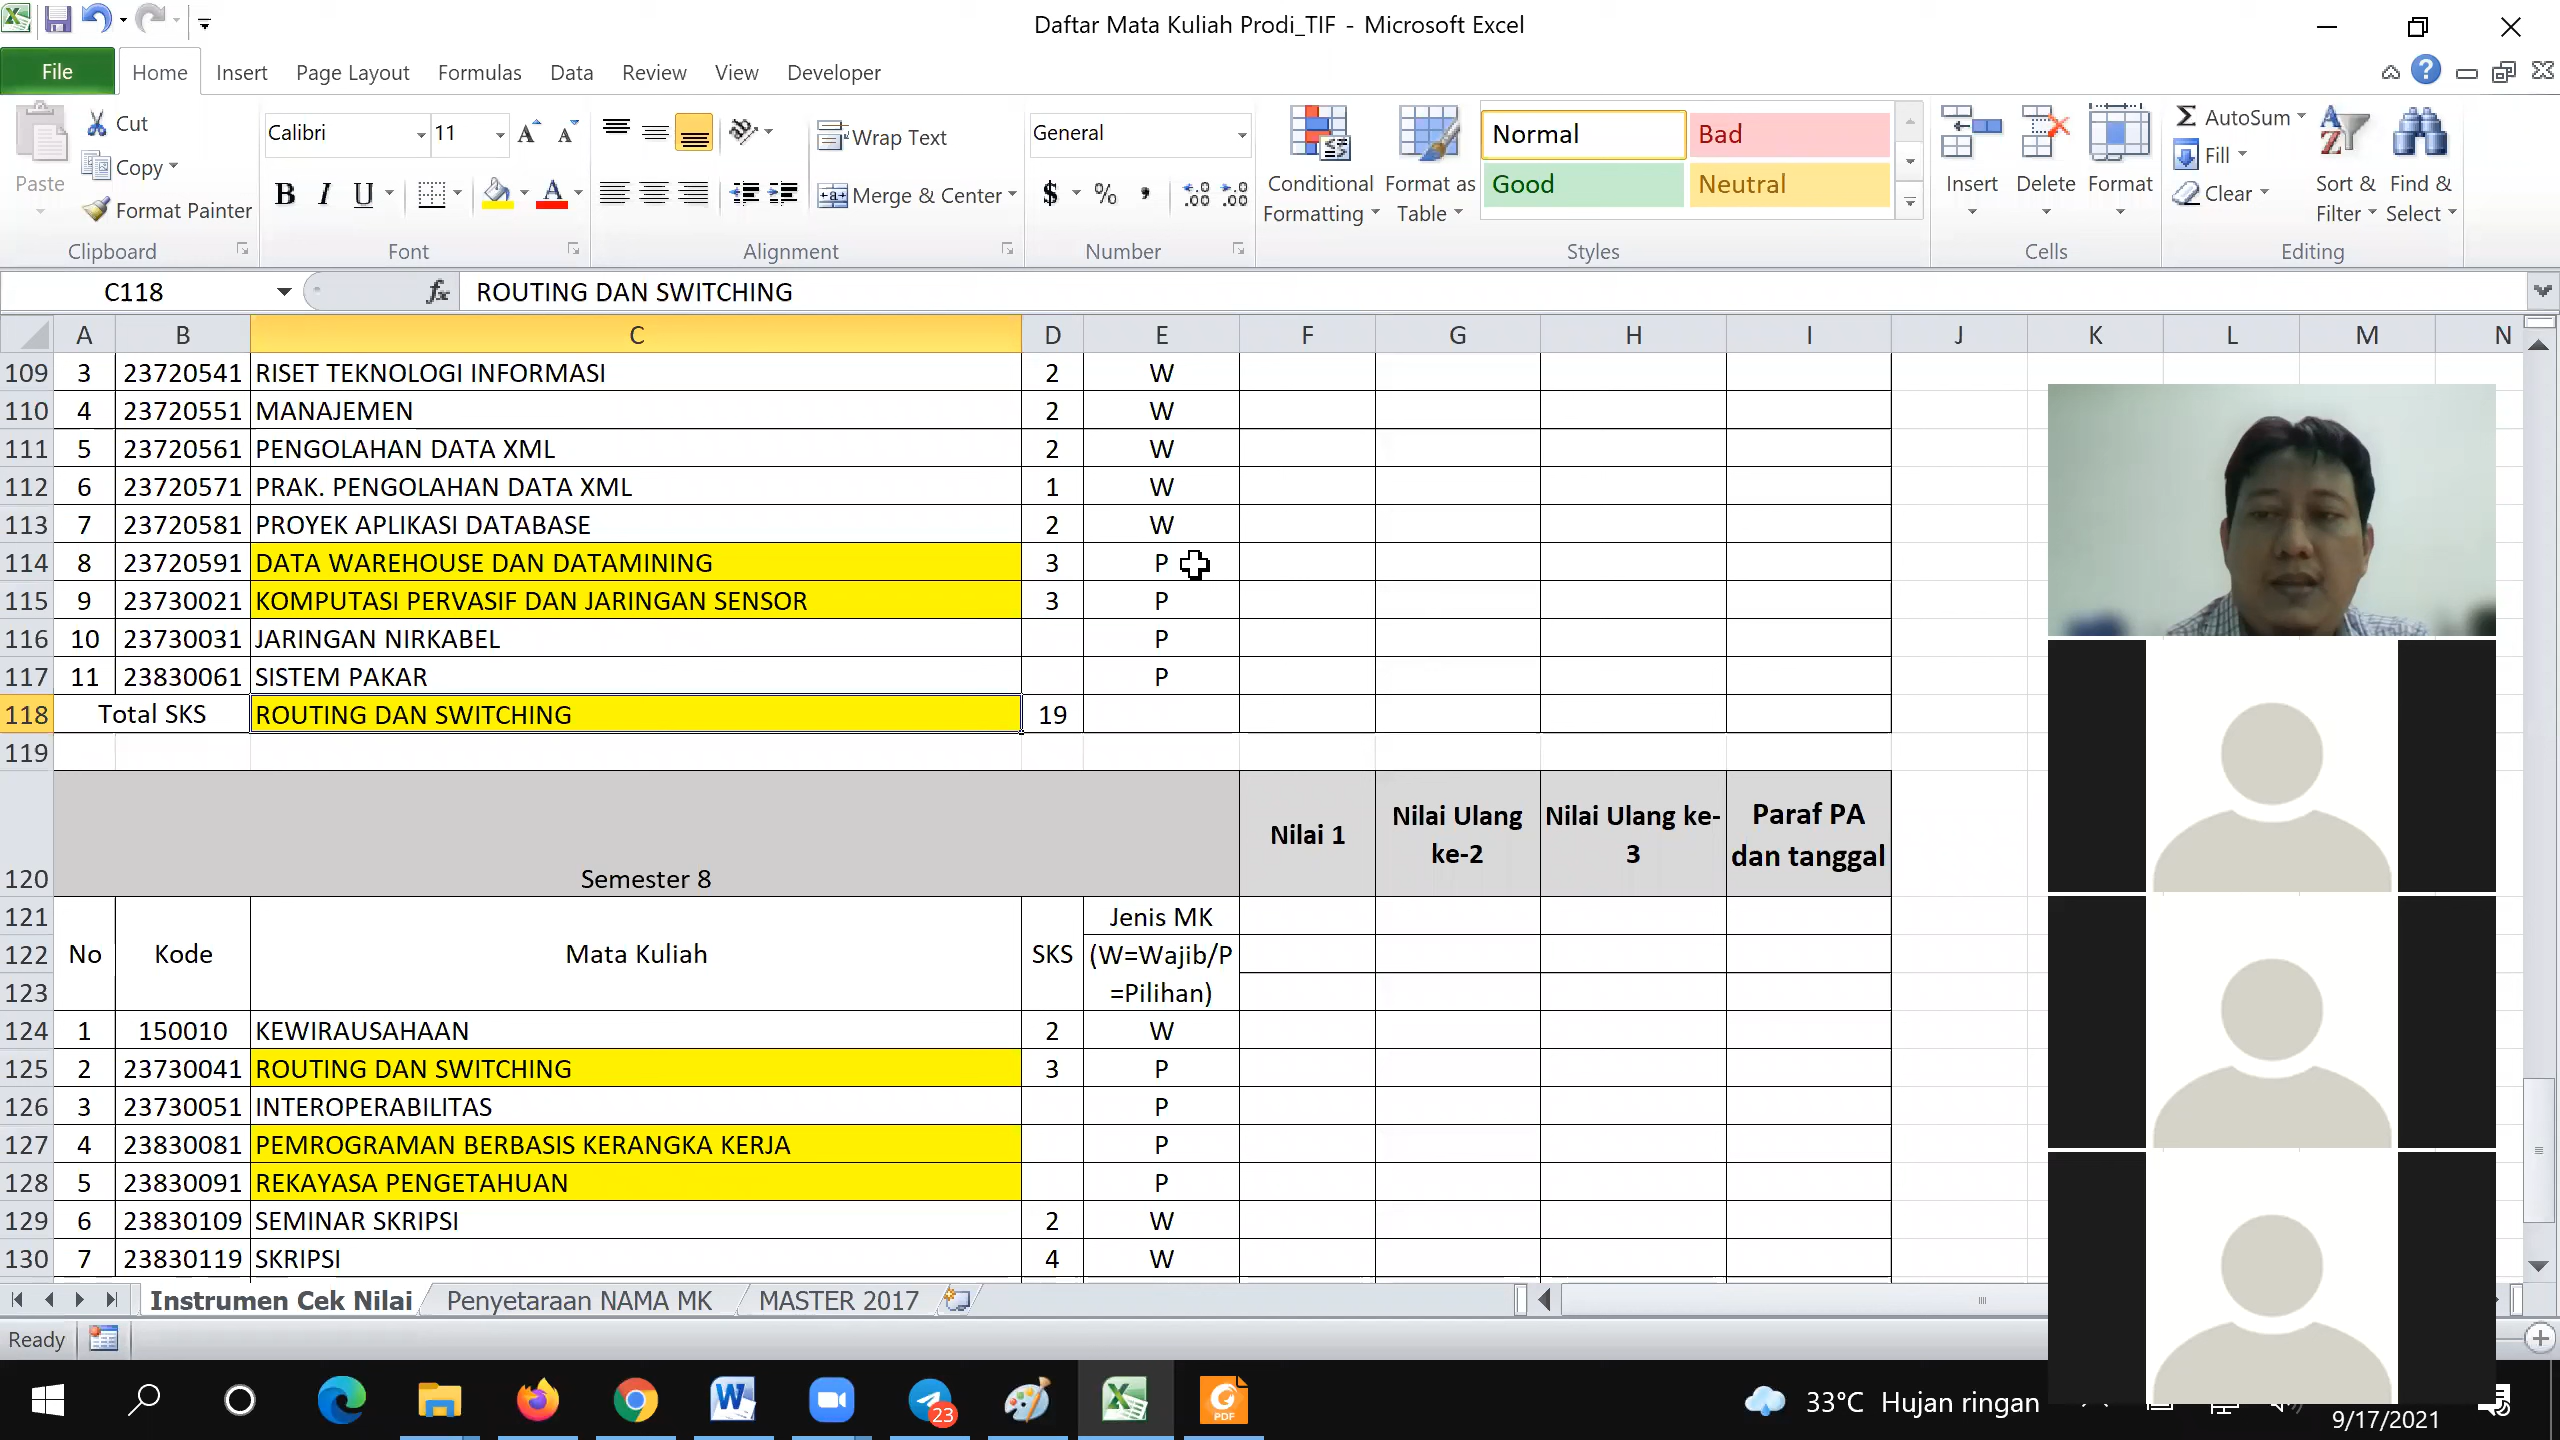 Daftar Mata Kuliah Prodi_TIF - Microsoft Excel
File Home Insert Page Layout Formulas Data Review View Developer
Paste
Cut
Copy
Format Painter
Clipboard
Calibri 11
B I U
Font
Wrap Text
Merge & Center
Alignment
General
$ % ,
Number
Conditional Formatting
Format as Table
Normal Bad
Good Neutral
Styles
Insert Delete Format
Cells
AutoSum
Fill
Clear
Sort & Filter
Find & Select
Editing
C118 fx ROUTING DAN SWITCHING
A B C D E F G H I J K L M N
109 3 23720541 RISET TEKNOLOGI INFORMASI 2 W
110 4 23720551 MANAJEMEN 2 W
111 5 23720561 PENGOLAHAN DATA XML 2 W
112 6 23720571 PRAK. PENGOLAHAN DATA XML 1 W
113 7 23720581 PROYEK APLIKASI DATABASE 2 W
114 8 23720591 DATA WAREHOUSE DAN DATAMINING 3 P
115 9 23730021 KOMPUTASI PERVASIF DAN JARINGAN SENSOR 3 P
116 10 23730031 JARINGAN NIRKABEL P
117 11 23830061 SISTEM PAKAR P
118 Total SKS ROUTING DAN SWITCHING 19
119
120 Semester 8 Nilai 1 Nilai Ulang ke-2 Nilai Ulang ke-3 Paraf PA dan tanggal
121 Jenis MK
122 No Kode Mata Kuliah SKS (W=Wajib/P
123 =Pilihan)
124 1 150010 KEWIRAUSAHAAN 2 W
125 2 23730041 ROUTING DAN SWITCHING 3 P
126 3 23730051 INTEROPERABILITAS P
127 4 23830081 PEMROGRAMAN BERBASIS KERANGKA KERJA P
128 5 23830091 REKAYASA PENGETAHUAN P
129 6 23830109 SEMINAR SKRIPSI 2 W
130 7 23830119 SKRIPSI 4 W
Instrumen Cek Nilai Penyetaraan NAMA MK MASTER 2017
Ready
23
PDF
33°C Hujan ringan
9/17/2021